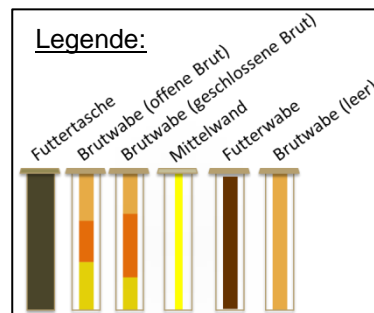 Legende:
Futtertasche
Brutwabe (offene Brut)
Brutwabe (geschlossene Brut)
Mittelwand
Futterwabe
Brutwabe (leer)